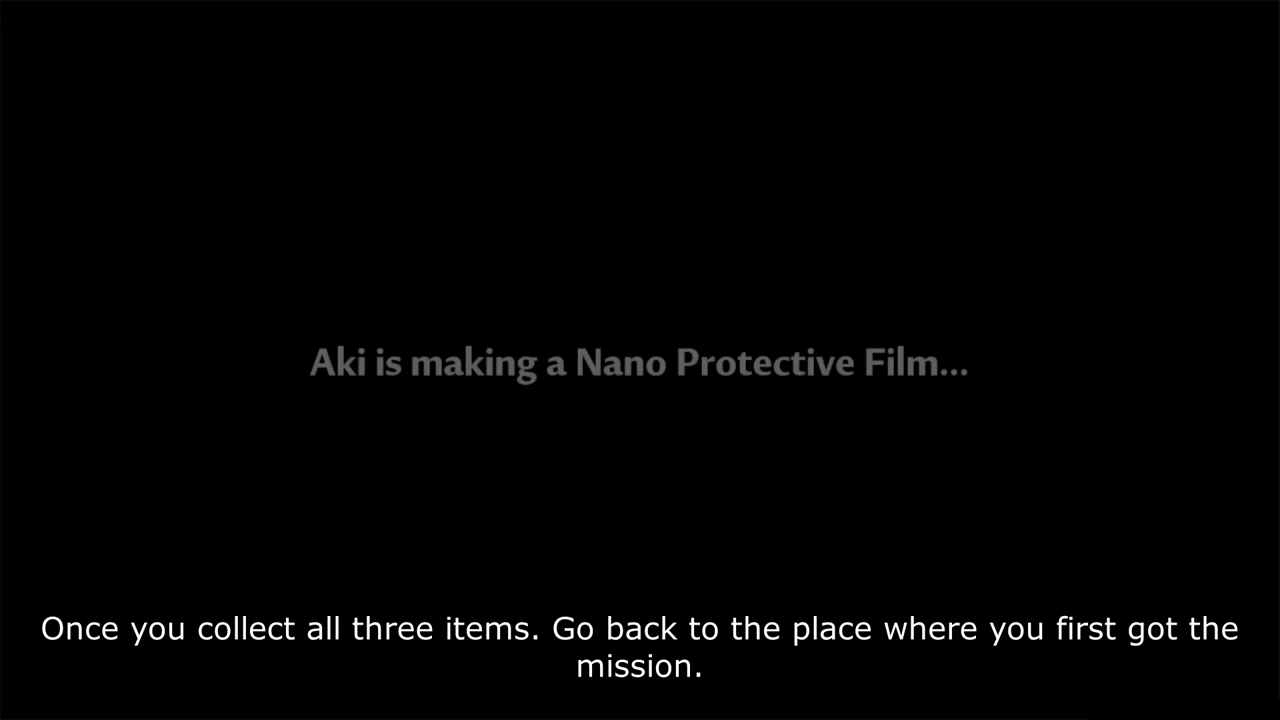 Aki is making a Nano Protective Film...
Once you collect all three items. Go back to the place where you first got the
mission.